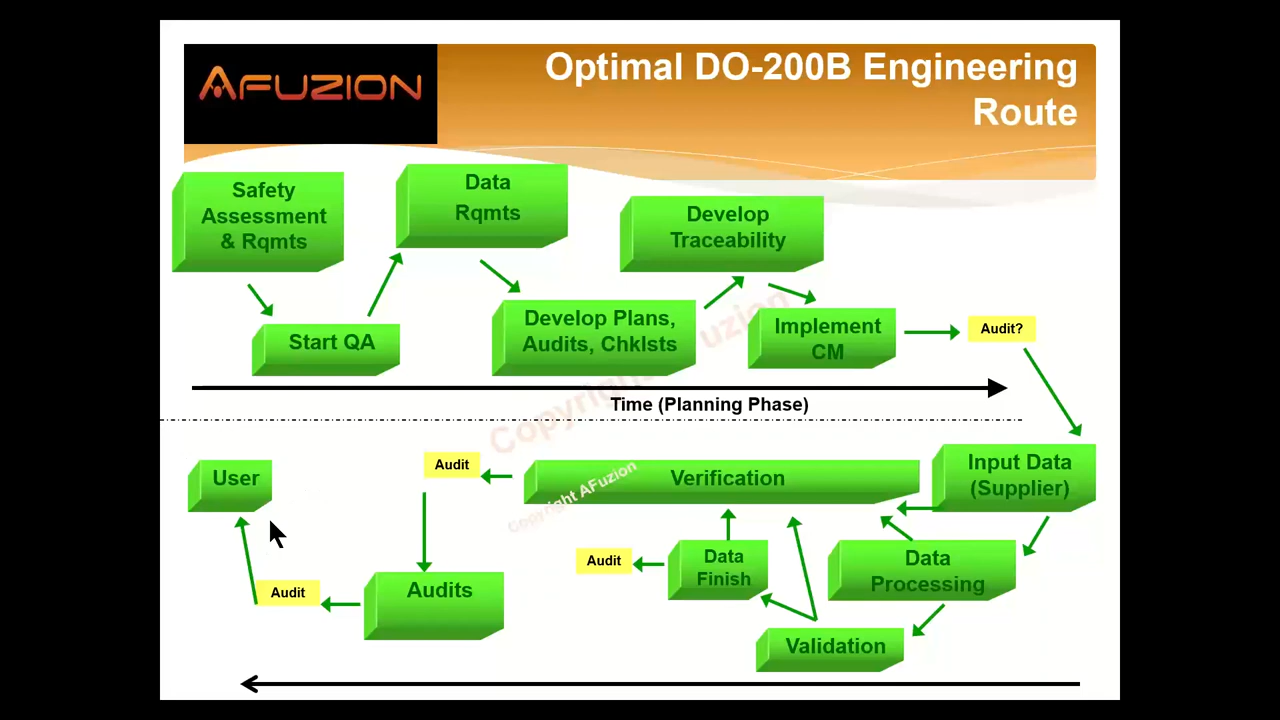 AFUZION
Optimal DO-200B Engineering
Route
Safety
Assessment
& Rqmts
Data
Rqmts
Develop
Traceability
Start QA
Develop Plans,
Audits, Chklsts
Implement
CM
Audit?
Time (Planning Phase)
Copyright AFuzion
User
Audit
Verification
Input Data
(Supplier)
Copyright AFuzion
Audit
Data
Finish
Data
Processing
Audit
Audits
Validation